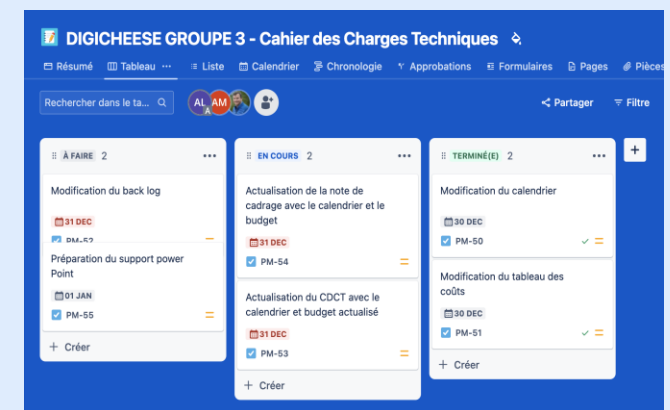 DIGICHEESE GROUPE 3 - Cahier des Charges Techniques
Résumé Tableau ... Liste Calendrier Chronologie Approbations Formulaires Pages Pièces
Rechercher dans le ta... AL A AM Partager Filtre
À FAIRE 2
Modification du back log
31 DEC
PM-52
Préparation du support power
Point
01 JAN
PM-55
+ Créer
EN COURS 2
Actualisation de la note de
cadrage avec le calendrier et le
budget
31 DEC
PM-54
Actualisation du CDCT avec le
calendrier et budget actualisé
31 DEC
PM-53
+ Créer
TERMINÉ(E) 2
Modification du calendrier
30 DEC
PM-50
Modification du tableau des
coûts
30 DEC
PM-51
+ Créer
+